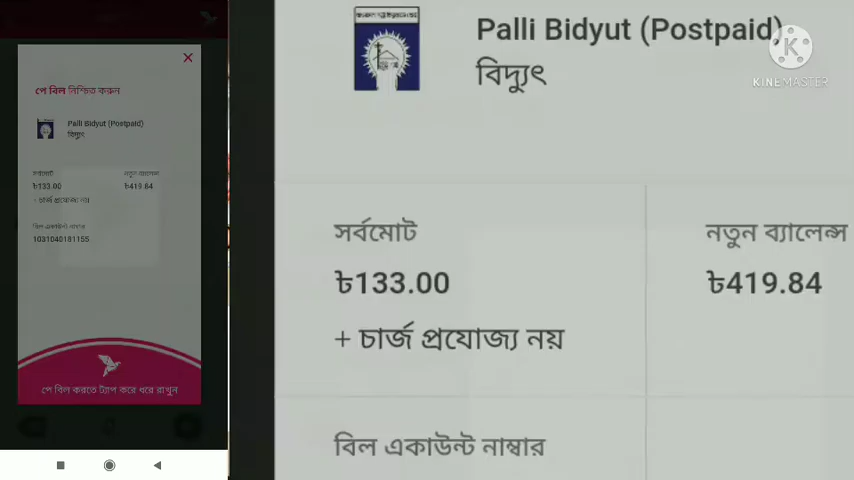 পে বিল নিশ্চিত করুন
Palli Bidyut (Postpaid)
বিদ্যুৎ
সর্বমোট
নতুন ব্যালেন্স
৳133.00
৳419.84
+ চার্জ প্রযোজ্য নয়
বিল একাউন্ট নাম্বার
1031040181155
পে বিল করতে ট্যাপ করে ধরে রাখুন
Palli Bidyut (Postpaid)
বিদ্যুৎ
সর্বমোট
নতুন ব্যালেন্স
৳133.00
৳419.84
+ চার্জ প্রযোজ্য নয়
বিল একাউন্ট নাম্বার
KINEMASTER